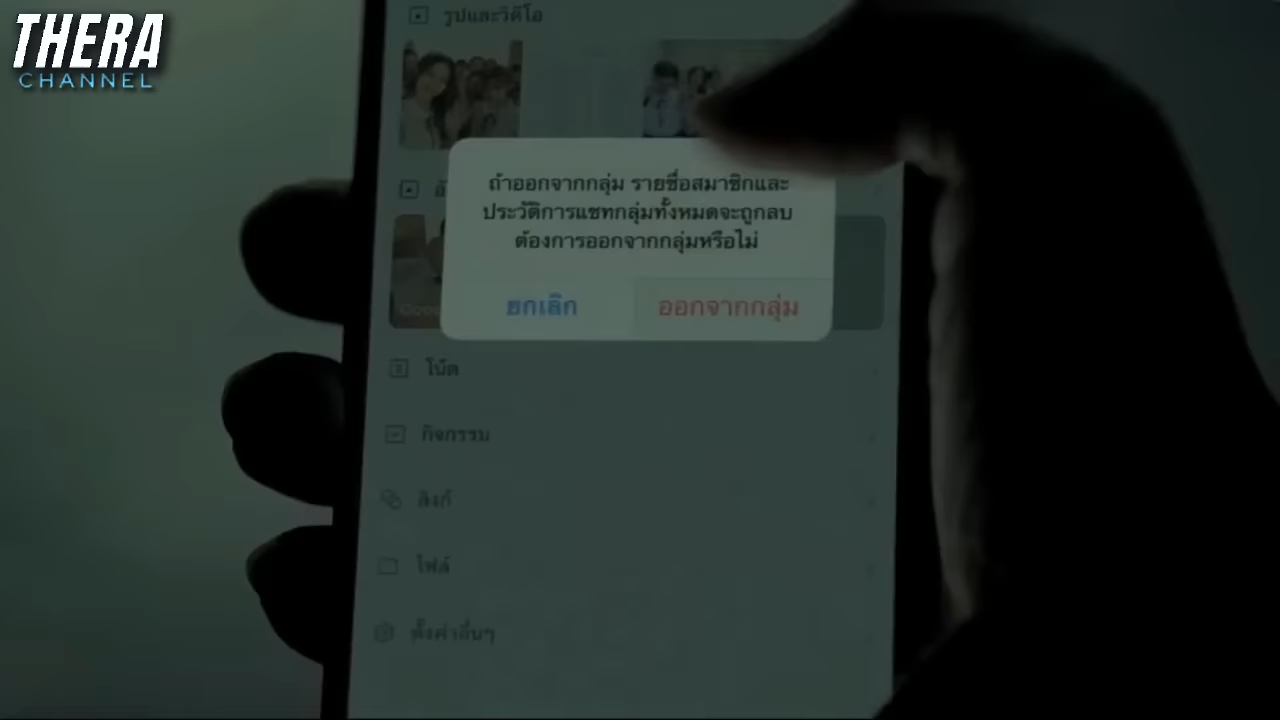 THERA
CHANNEL
รูปและวิดีโอ
ถ้าออกจากกลุ่ม รายชื่อสมาชิกและ
ประวัติการแชทกลุ่มทั้งหมดจะถูกลบ
ต้องการออกจากกลุ่มหรือไม่
ยกเลิก
ออกจากกลุ่ม
โน้ต
กิจกรรม
ลิงก์
ไฟล์
ตั้งค่าอื่นๆ